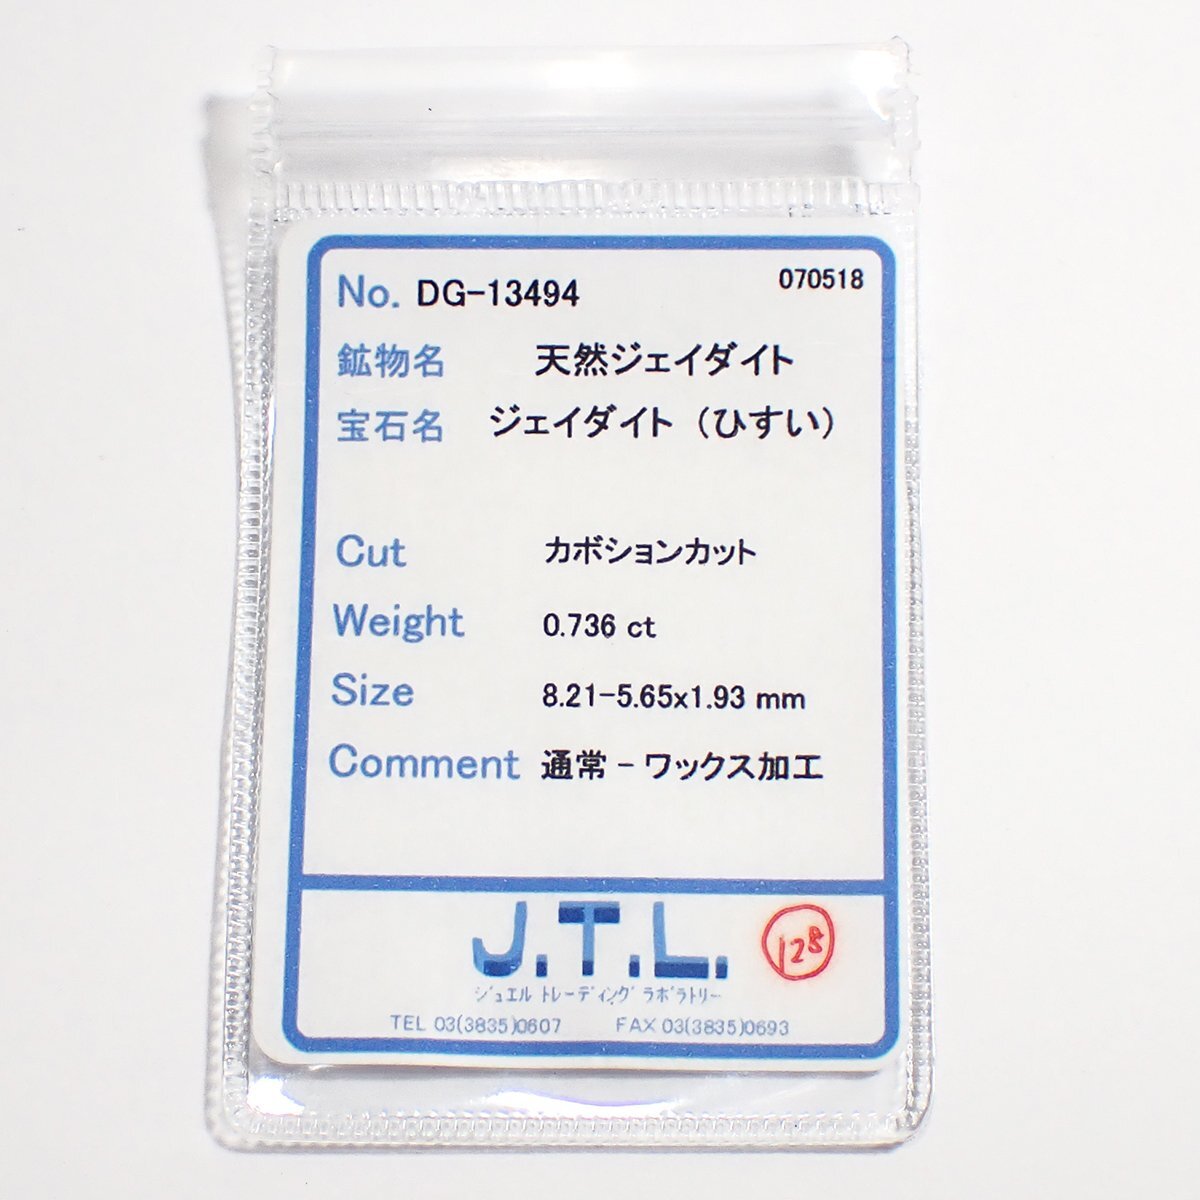 No. DG-13494 070518
鉱物名 天然ジェイダイト
宝石名 ジェイダイト（ひすい）
Cut カボションカット
Weight 0.736 ct
Size 8.21-5.65x1.93 mm
Comment 通常－ワックス加工
J.T.L.
ジュエル トレーディング ラボラトリー
TEL 03(3835)0607 FAX 03(3835)0693